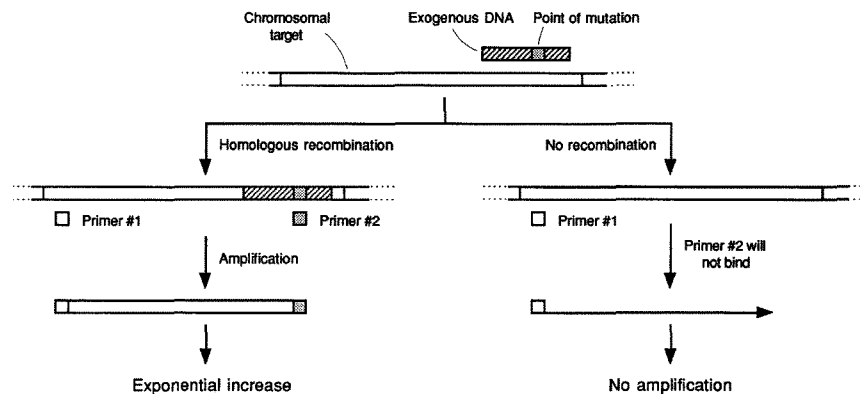 Chromosomal
target
Exogenous DNA
Point of mutation
Homologous recombination
No recombination
Primer #1
Primer #2
Primer #1
Amplification
Primer #2 will
not bind
Exponential increase
No amplification